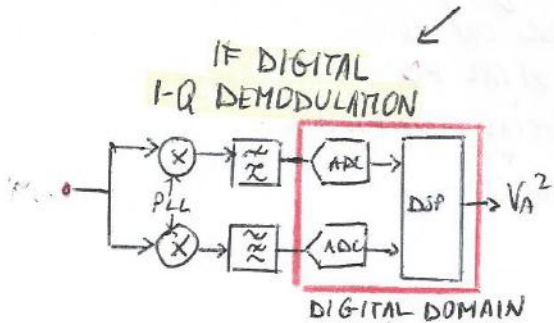 IF DIGITAL
I-Q DEMODULATION
X
PLL
X
ADC
ADC
DSP
VA²
DIGITAL DOMAIN